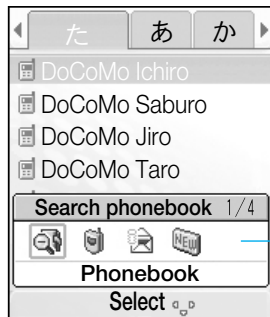 た あ か
DoCoMo Ichiro
DoCoMo Saburo
DoCoMo Jiro
DoCoMo Taro
Search phonebook 1/4
NEW
Phonebook
Select